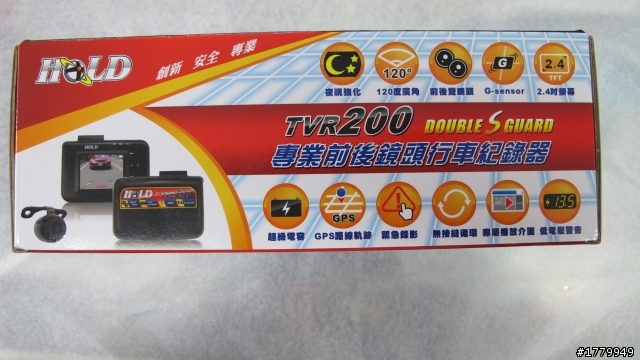 HOLD
創新 安全 專業
120°
G
2.4
TFT
夜視強化 120度廣角 前後雙鏡頭 G-sensor 2.4吋螢幕
TVR200 DOUBLE S GUARD
專業前後鏡頭行車紀錄器
HOLD
HOLD
GPS
13.5
超級電容 GPS路線軌跡 緊急錄影 無接縫循環 專屬播放介面 低電壓警告
#1779949